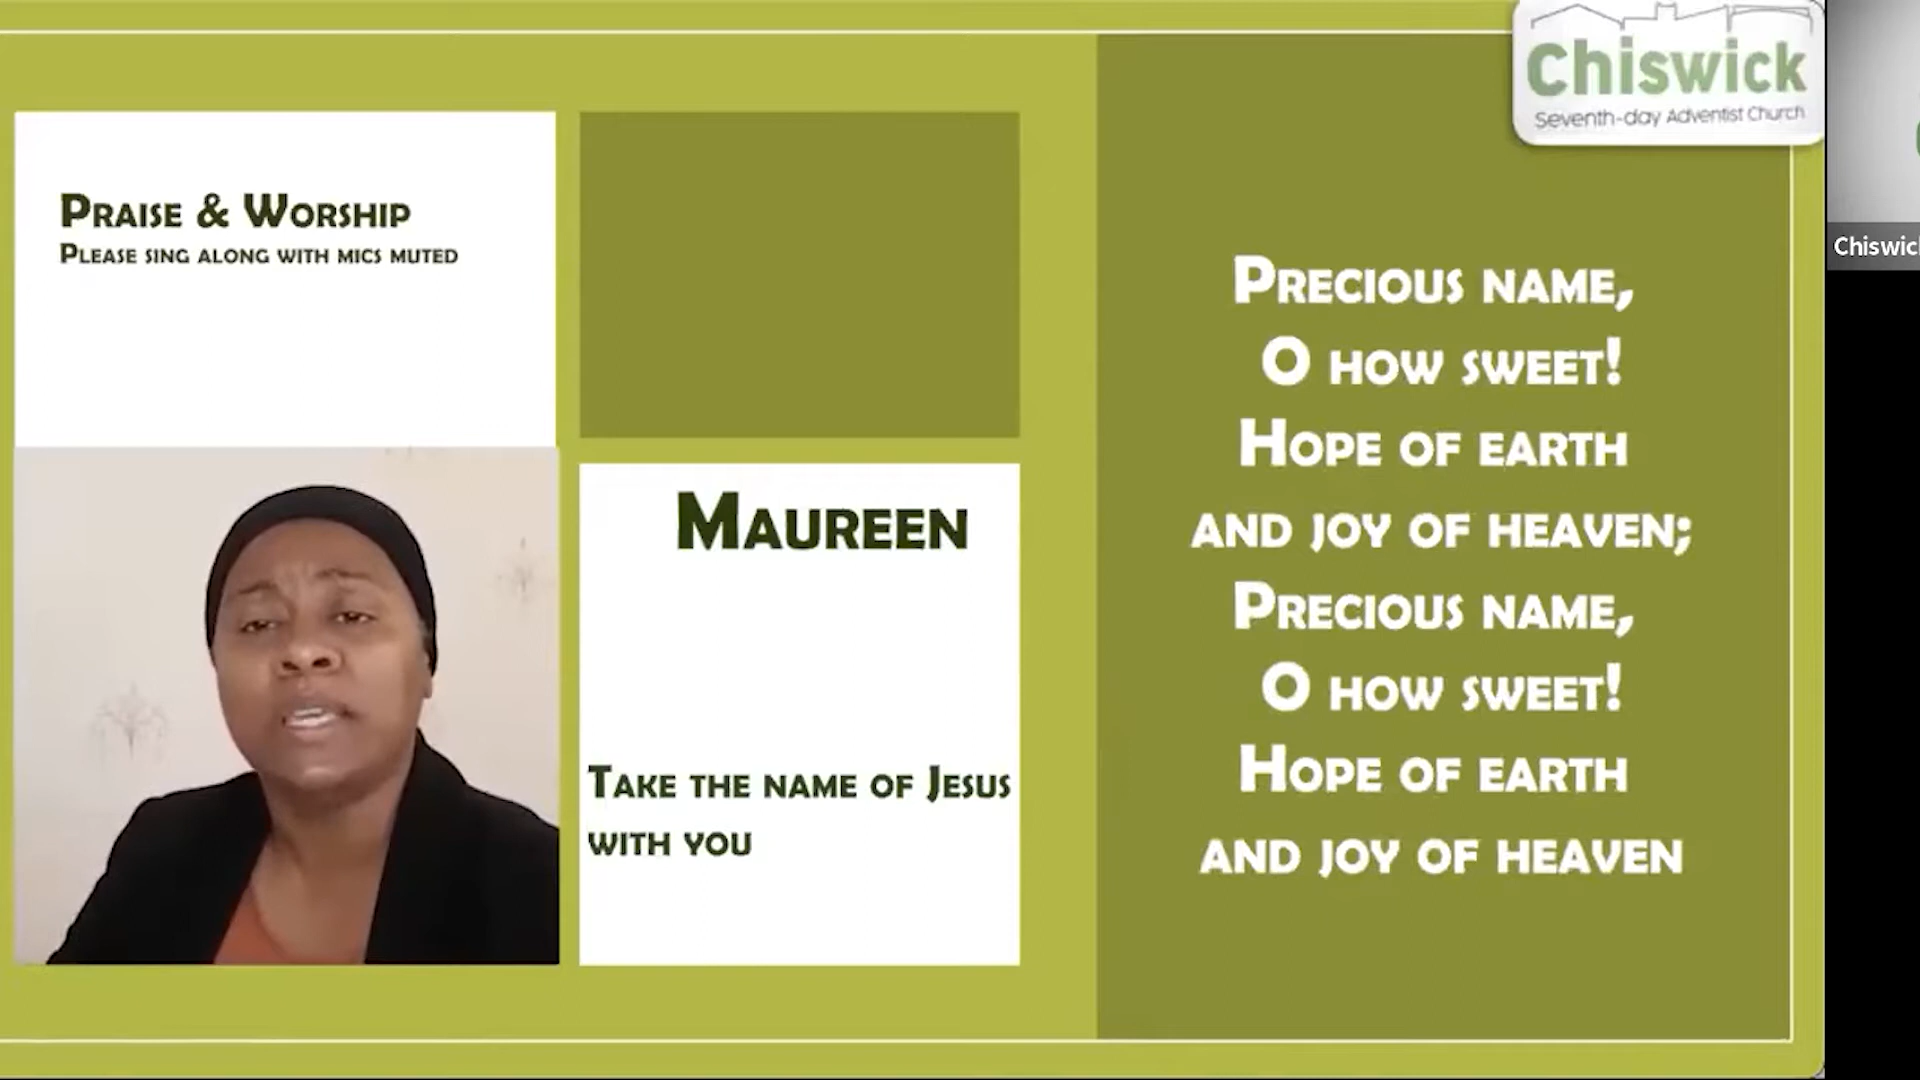 Chiswick
Seventh-day Adventist Church
PRAISE & WORSHIP
PLEASE SING ALONG WITH MICS MUTED
MAUREEN
TAKE THE NAME OF JESUS
WITH YOU
PRECIOUS NAME,
O HOW SWEET!
HOPE OF EARTH
AND JOY OF HEAVEN;
PRECIOUS NAME,
O HOW SWEET!
HOPE OF EARTH
AND JOY OF HEAVEN